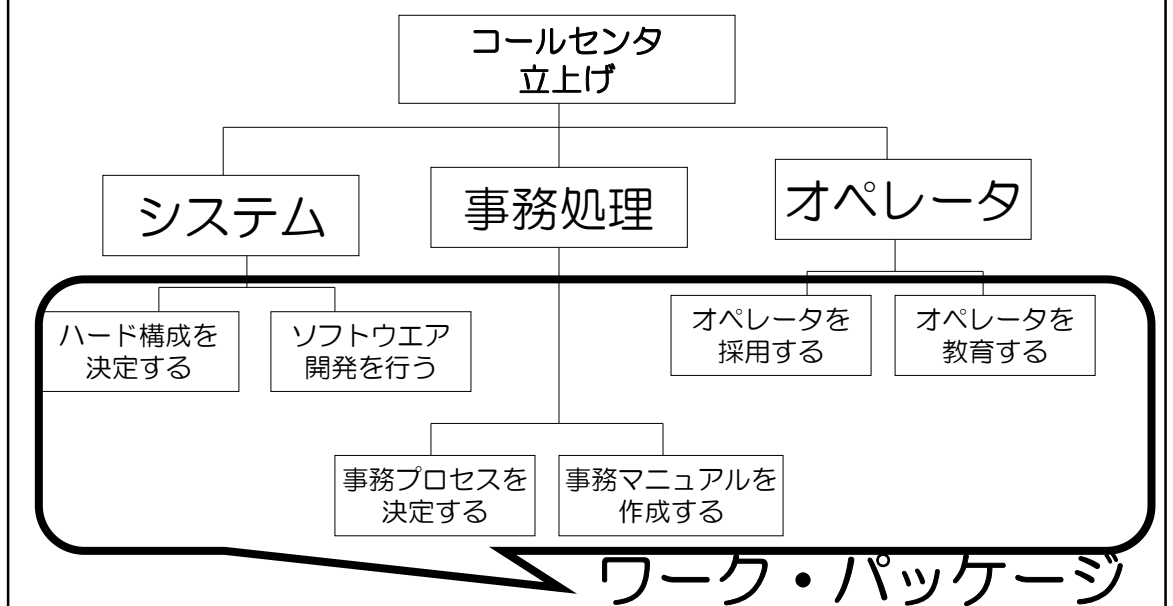 コールセンタ
立上げ
システム
事務処理
オペレータ
ハード構成を
決定する
ソフトウエア
開発を行う
オペレータを
採用する
オペレータを
教育する
事務プロセスを
決定する
事務マニュアルを
作成する
ワーク・パッケージ